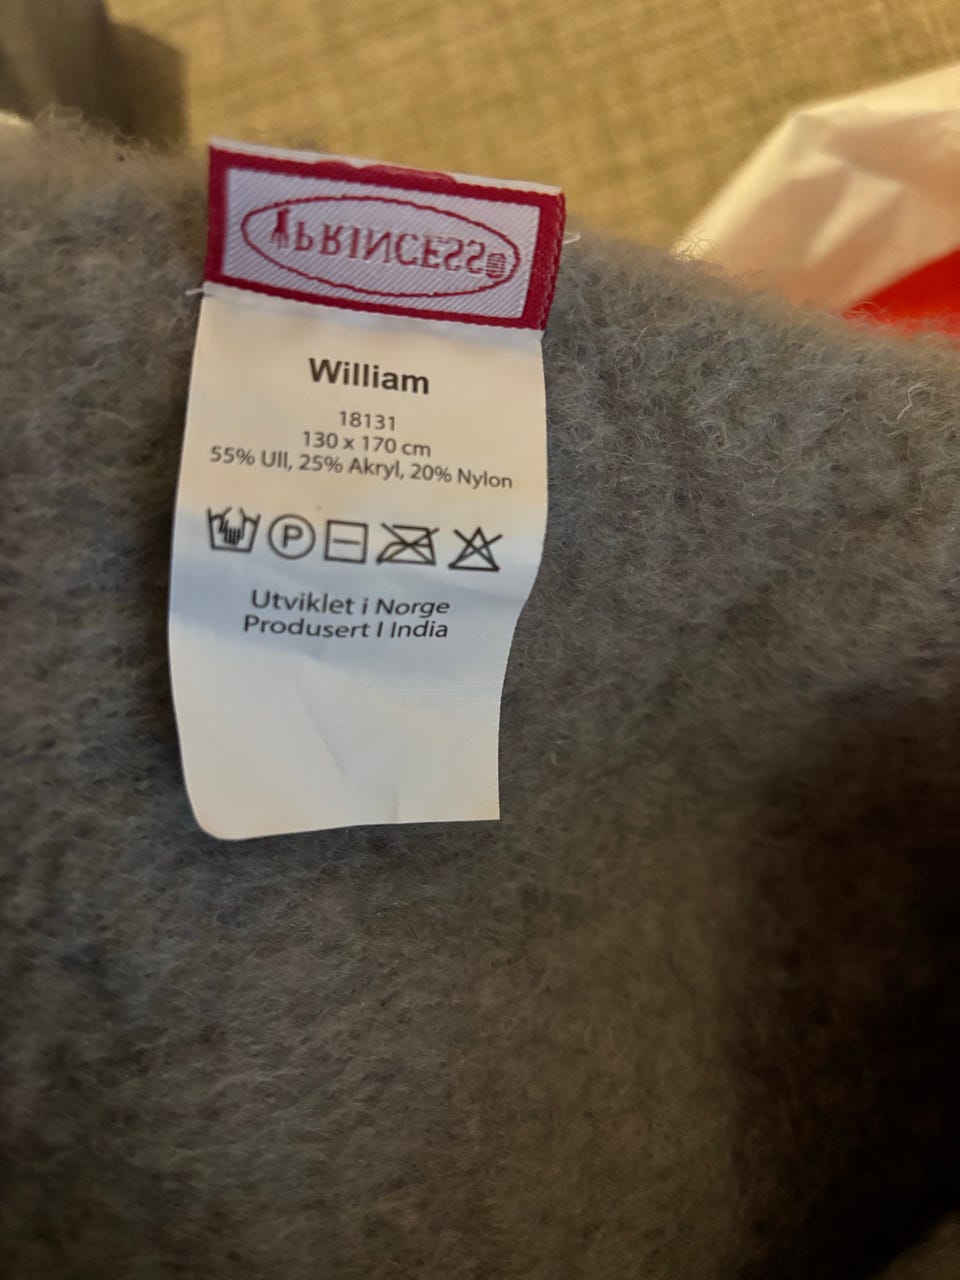 PRINCESS
William
18131
130 x 170 cm
55% Ull, 25% Akryl, 20% Nylon
P
Utviklet i Norge
Produsert I India